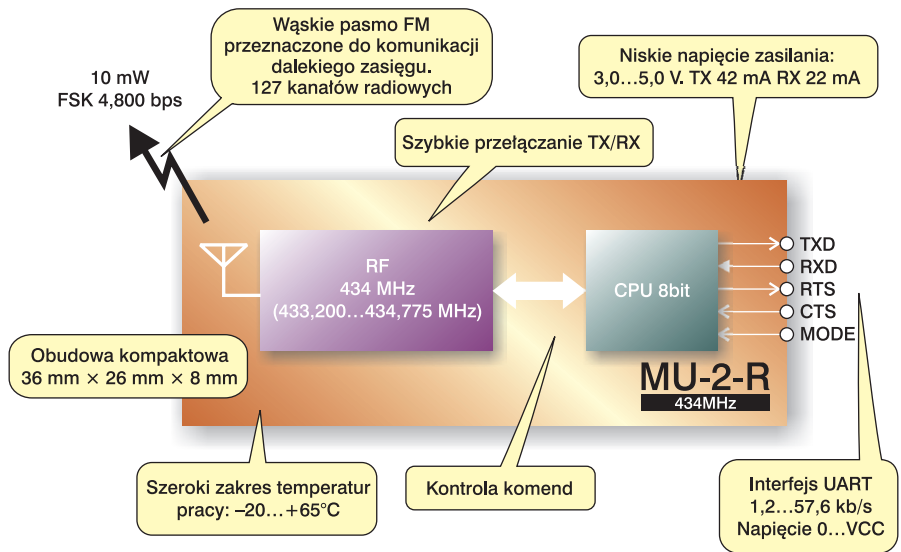 Wąskie pasmo FM
przeznaczone do komunikacji
dalekiego zasięgu.
127 kanałów radiowych
10 mW
FSK 4,800 bps
Niskie napięcie zasilania:
3,0...5,0 V. TX 42 mA RX 22 mA
Szybkie przełączanie TX/RX
RF
434 MHz
(433,200...434,775 MHz)
CPU 8bit
TXD
RXD
RTS
CTS
MODE
Obudowa kompaktowa
36 mm × 26 mm × 8 mm
MU-2-R
434MHz
Szeroki zakres temperatur
pracy: –20...+65°C
Kontrola komend
Interfejs UART
1,2...57,6 kb/s
Napięcie 0...VCC